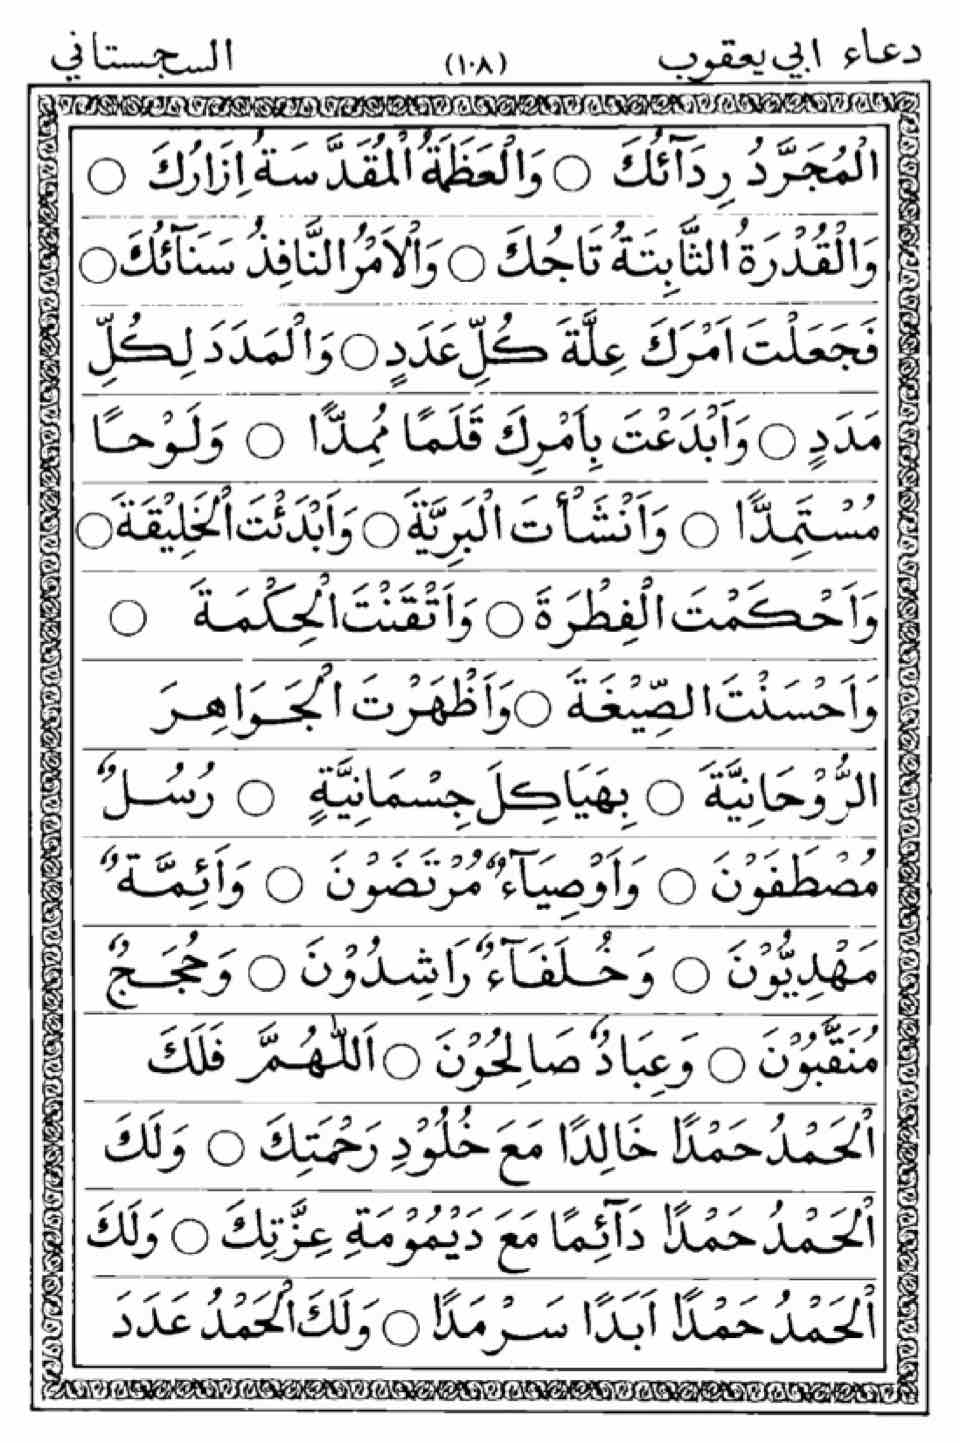 دعاء ابي يعقوب (١٠٨) السجستاني
الْمُجَرَّدُ رِدَآئُكَ ○ وَالْعَظَمَةُ الْمُقَدَّسَةُ اِزَارُكَ ○
وَالْقُدْرَةُ الثَّابِتَةُ تَاجُكَ ○ وَالْاَمْرُ النَّافِذُ سَنَآئُكَ ○
فَجَعَلْتَ اَمْرَكَ عِلَّةَ كُلِّ عَدَدٍ ○ وَالْمَدَدَ لِكُلِّ
مَدَدٍ ○ وَاَبْدَعْتَ بِاَمْرِكَ قَلَمًا مُمِدًّا ○ وَلَوْحًا
مُسْتَمِدًّا ○ وَاَنْشَأْتَ الْبَرِيَّةَ ○ وَاَبْدَئْتَ الْخَلِيْقَةَ ○
وَاَحْكَمْتَ الْفِطْرَةَ ○ وَاَتْقَنْتَ الْحِكْمَةَ ○
وَاَحْسَنْتَ الصِّيْغَةَ ○ وَاَظْهَرْتَ الْجَوَاهِرَ
الرُّوْحَانِيَّةَ ○ بِهَيَاكِلَ جِسْمَانِيَّةٍ ○ رُسُلٌ
مُصْطَفَوْنَ ○ وَاَوْصِيَآءٌ مُرْتَضَوْنَ ○ وَاَئِمَّةٌ
مَهْدِيُّوْنَ ○ وَخُلَفَآءٌ رَاشِدُوْنَ ○ وَحُجَجٌ
مُنَقَّبُوْنَ ○ وَعِبَادٌ صَالِحُوْنَ ○ اَللّٰهُمَّ فَلَكَ
الْحَمْدُ حَمْدًا خَالِدًا مَعَ خُلُوْدِ رَحْمَتِكَ ○ وَلَكَ
الْحَمْدُ حَمْدًا دَآئِمًا مَعَ دَيْمُوْمَةِ عِزَّتِكَ ○ وَلَكَ
الْحَمْدُ حَمْدًا اَبَدًا سَرْمَدًا ○ وَلَكَ الْحَمْدُ عَدَدَ